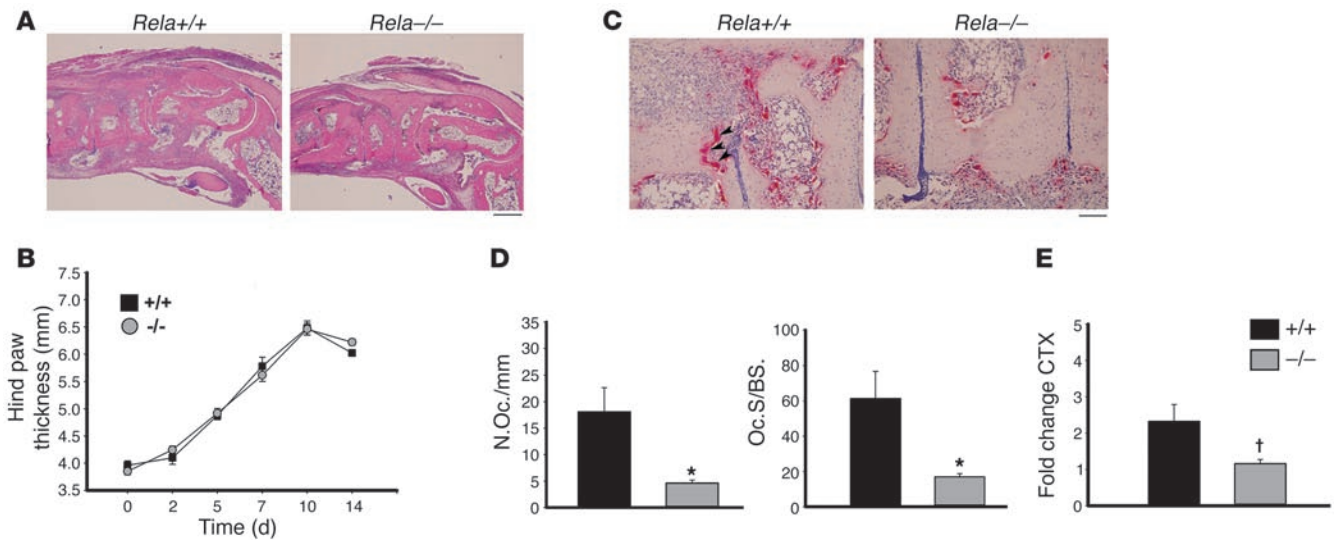 A
Rela+/+
Rela–/–
C
Rela+/+
Rela–/–
B
Hind paw
thickness (mm)
7.5
7.0
6.5
6.0
5.5
5.0
4.5
4.0
3.5
+/+
-/-
0 2 5 7 10 14
Time (d)
D
N.Oc./mm
35
30
25
20
15
10
5
0
*
Oc.S/BS.
100
80
60
40
20
0
*
E
Fold change CTX
5
4
3
2
1
0
+/+
–/–
†